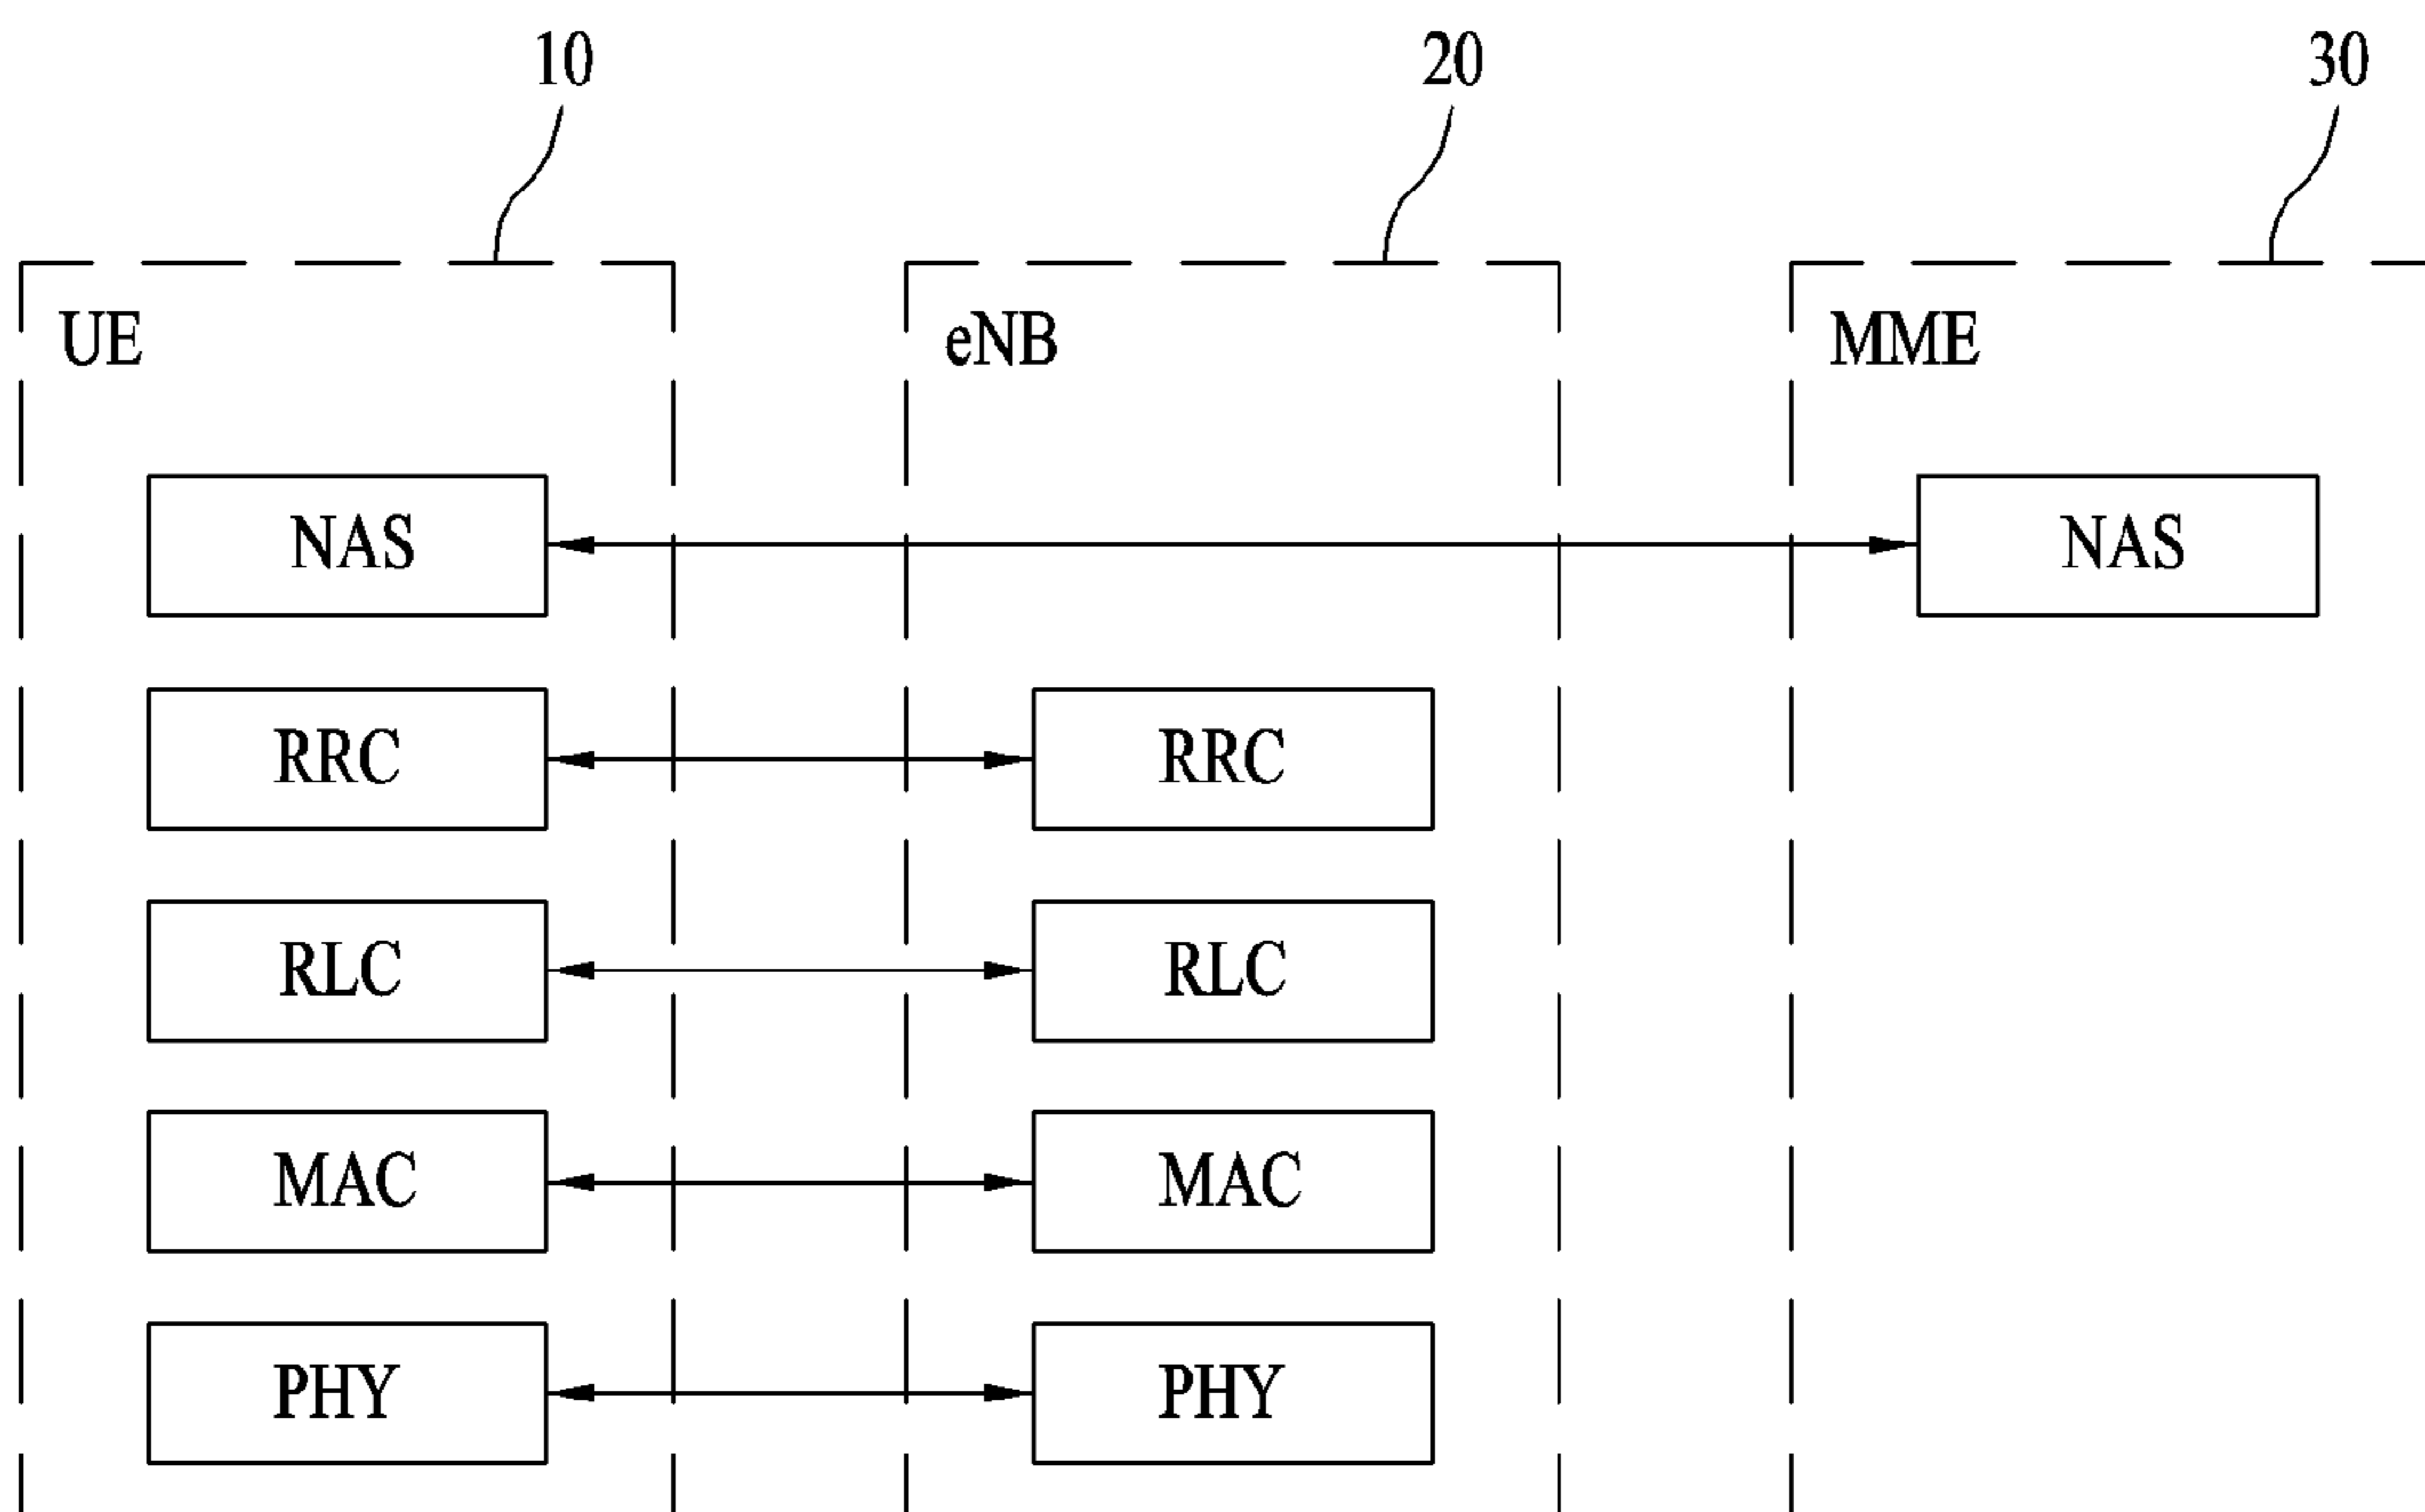 10 20 30
UE eNB MME
NAS NAS
RRC RRC
RLC RLC
MAC MAC
PHY PHY